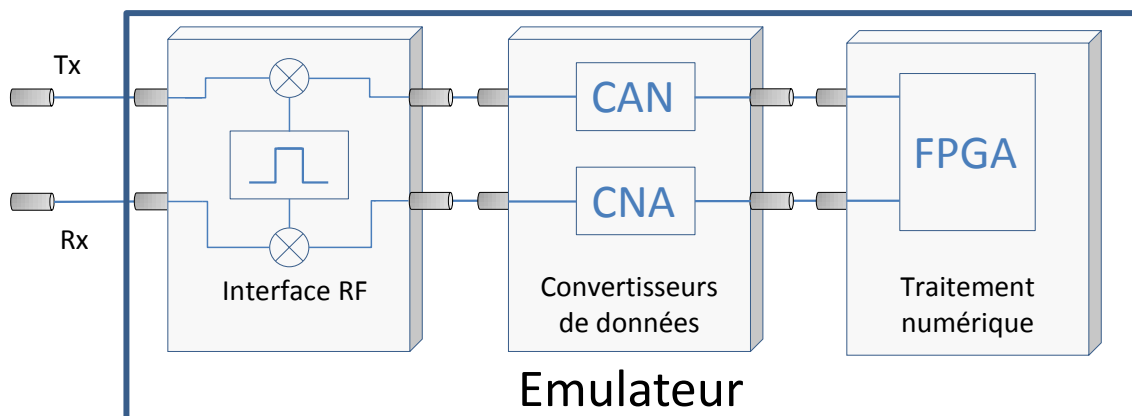 Tx
Rx
Interface RF
CAN
CNA
Convertisseurs
de données
FPGA
Traitement
numérique
Emulateur